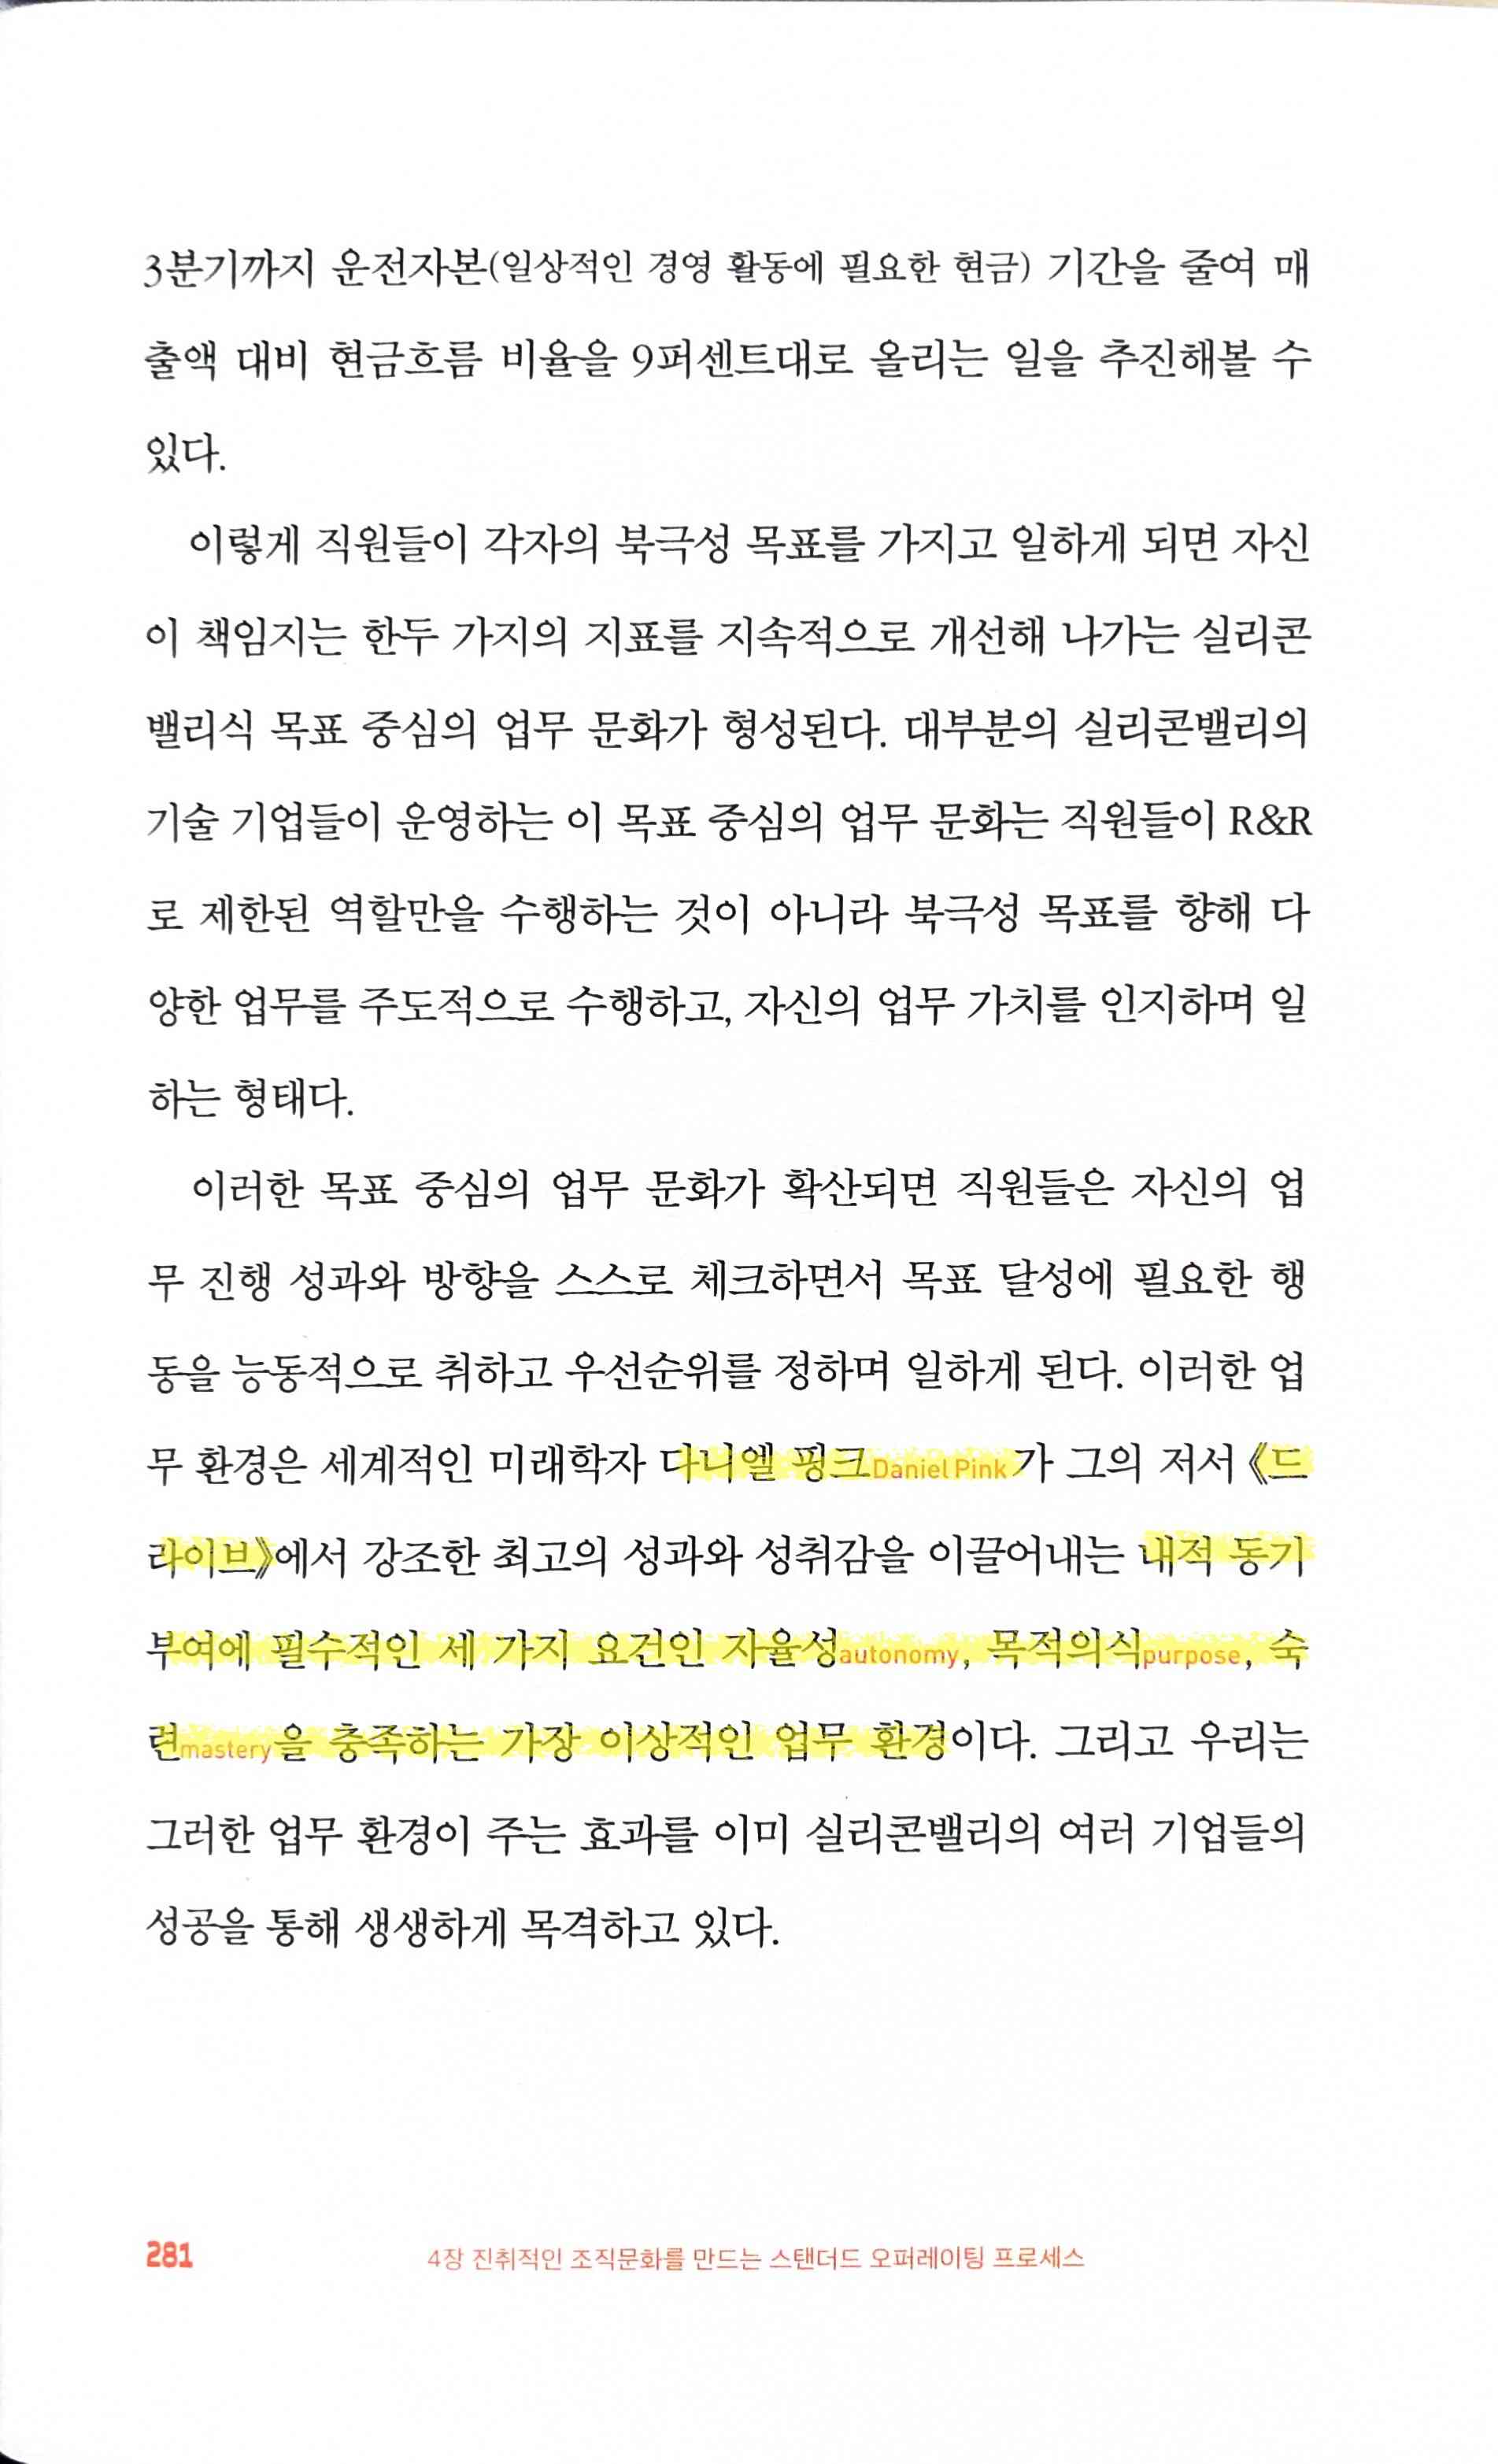 3분기까지 운전자본(일상적인 경영 활동에 필요한 현금) 기간을 줄여 매
출액 대비 현금흐름 비율을 9퍼센트대로 올리는 일을 추진해볼 수
있다.
이렇게 직원들이 각자의 북극성 목표를 가지고 일하게 되면 자신
이 책임지는 한두 가지의 지표를 지속적으로 개선해 나가는 실리콘
밸리식 목표 중심의 업무 문화가 형성된다. 대부분의 실리콘밸리의
기술 기업들이 운영하는 이 목표 중심의 업무 문화는 직원들이 R&R
로 제한된 역할만을 수행하는 것이 아니라 북극성 목표를 향해 다
양한 업무를 주도적으로 수행하고, 자신의 업무 가치를 인지하며 일
하는 형태다.
이러한 목표 중심의 업무 문화가 확산되면 직원들은 자신의 업
무 진행 성과와 방향을 스스로 체크하면서 목표 달성에 필요한 행
동을 능동적으로 취하고 우선순위를 정하며 일하게 된다. 이러한 업
무 환경은 세계적인 미래학자 다니엘 핑크Daniel Pink가 그의 저서 《드
라이브》에서 강조한 최고의 성과와 성취감을 이끌어내는 내적 동기
부여에 필수적인 세 가지 요건인 자율성autonomy, 목적의식purpose, 숙
련mastery을 충족하는 가장 이상적인 업무 환경이다. 그리고 우리는
그러한 업무 환경이 주는 효과를 이미 실리콘밸리의 여러 기업들의
성공을 통해 생생하게 목격하고 있다.
281 4장 진취적인 조직문화를 만드는 스탠더드 오퍼레이팅 프로세스